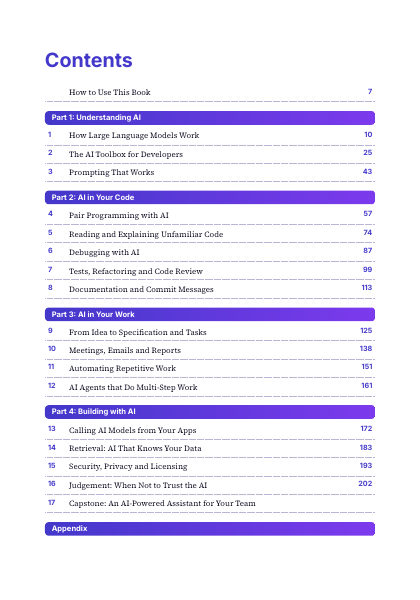 Contents
How to Use This Book 7
Part 1: Understanding AI
1 How Large Language Models Work 10
2 The AI Toolbox for Developers 25
3 Prompting That Works 43
Part 2: AI in Your Code
4 Pair Programming with AI 57
5 Reading and Explaining Unfamiliar Code 74
6 Debugging with AI 87
7 Tests, Refactoring and Code Review 99
8 Documentation and Commit Messages 113
Part 3: AI in Your Work
9 From Idea to Specification and Tasks 125
10 Meetings, Emails and Reports 138
11 Automating Repetitive Work 151
12 AI Agents that Do Multi-Step Work 161
Part 4: Building with AI
13 Calling AI Models from Your Apps 172
14 Retrieval: AI That Knows Your Data 183
15 Security, Privacy and Licensing 193
16 Judgement: When Not to Trust the AI 202
17 Capstone: An AI-Powered Assistant for Your Team
Appendix